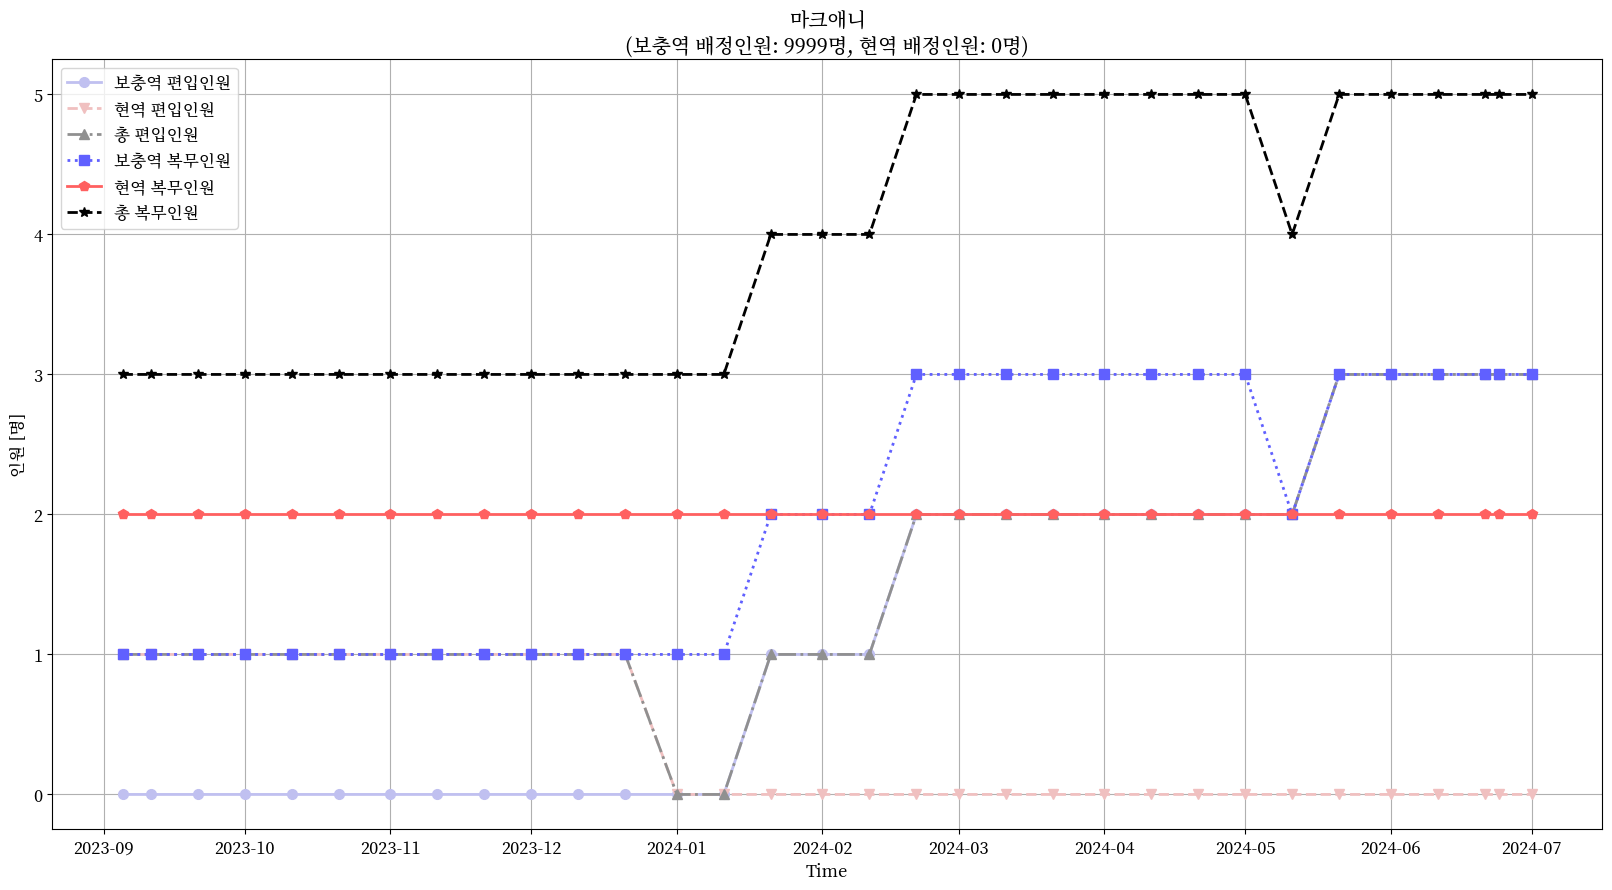 마크애니
(보충역 배정인원: 9999명, 현역 배정인원: 0명)
보충역 편입인원
현역 편입인원
총 편입인원
보충역 복무인원
현역 복무인원
총 복무인원
인원 [명]
5
4
3
2
1
0
2023-09
2023-10
2023-11
2023-12
2024-01
2024-02
2024-03
2024-04
2024-05
2024-06
2024-07
Time